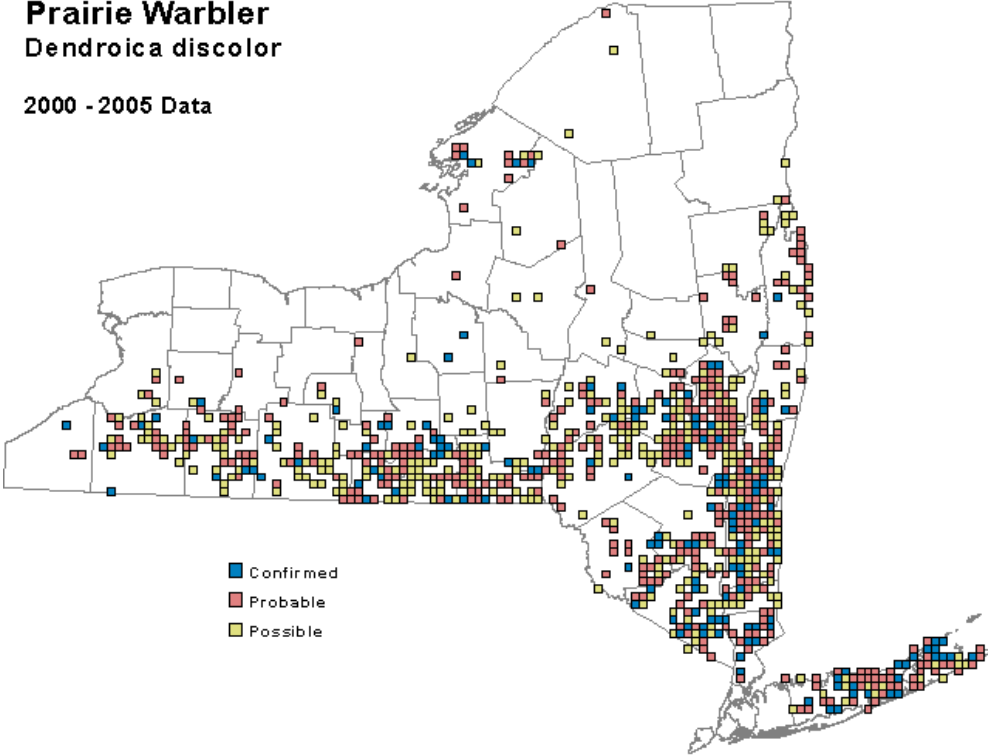 Prairie Warbler
Dendroica discolor
2000 - 2005 Data
Confirmed
Probable
Possible